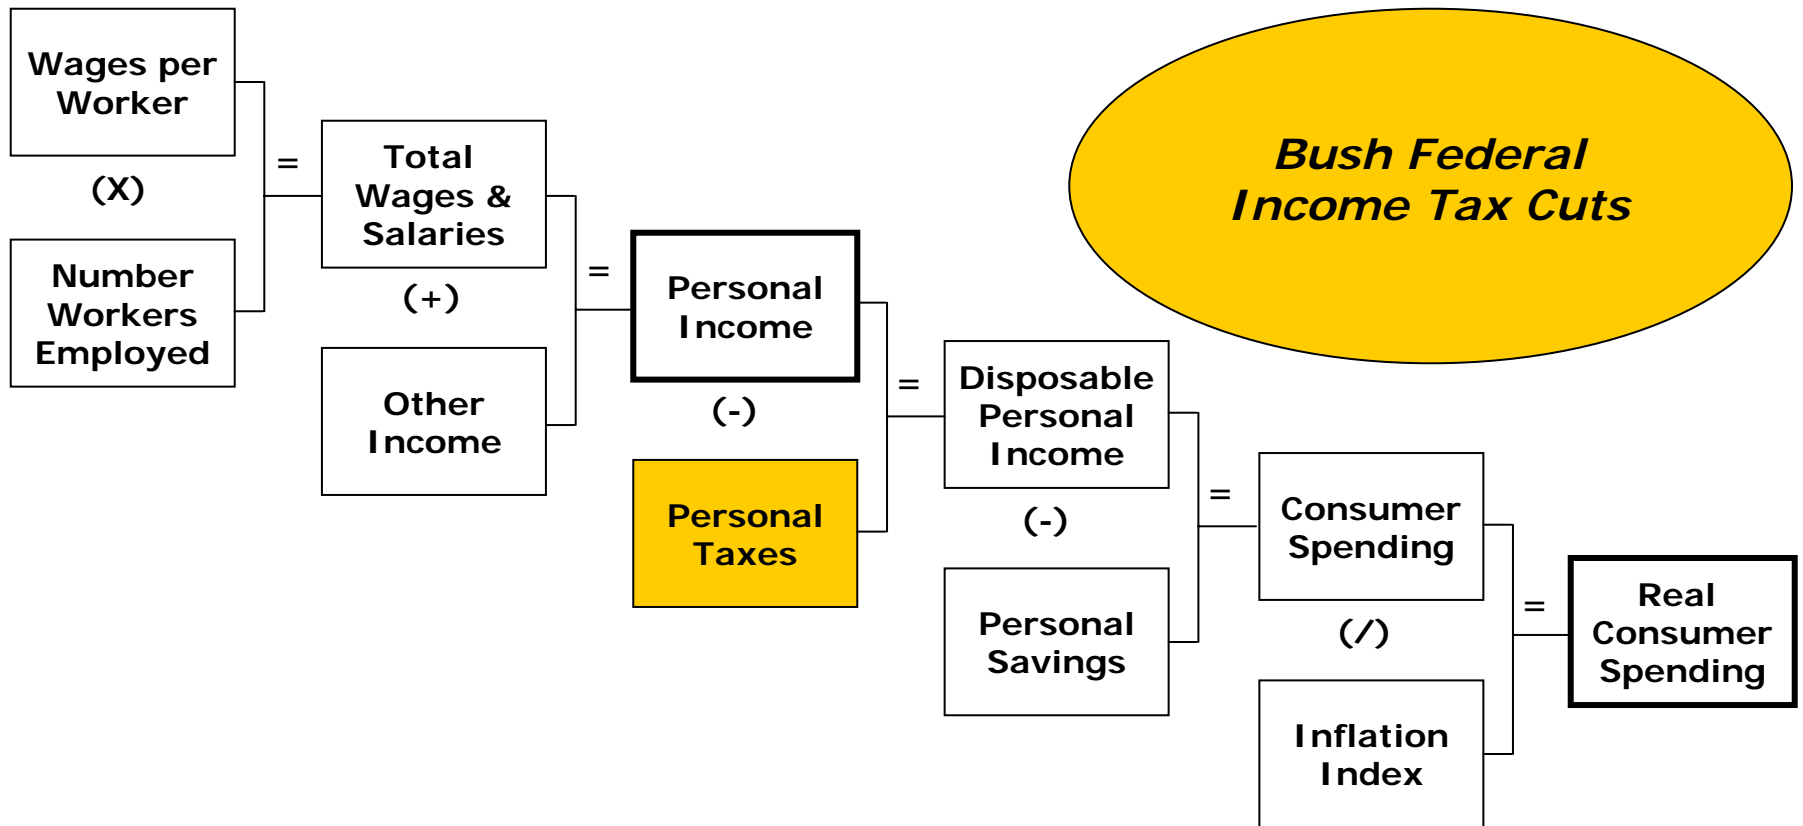 Wages per
Worker
(X)
Number
Workers
Employed
=
Total
Wages &
Salaries
(+)
Other
Income
=
Personal
Income
(-)
Personal
Taxes
=
Disposable
Personal
Income
(-)
Personal
Savings
=
Consumer
Spending
(/)
Inflation
Index
=
Real
Consumer
Spending
Bush Federal
Income Tax Cuts